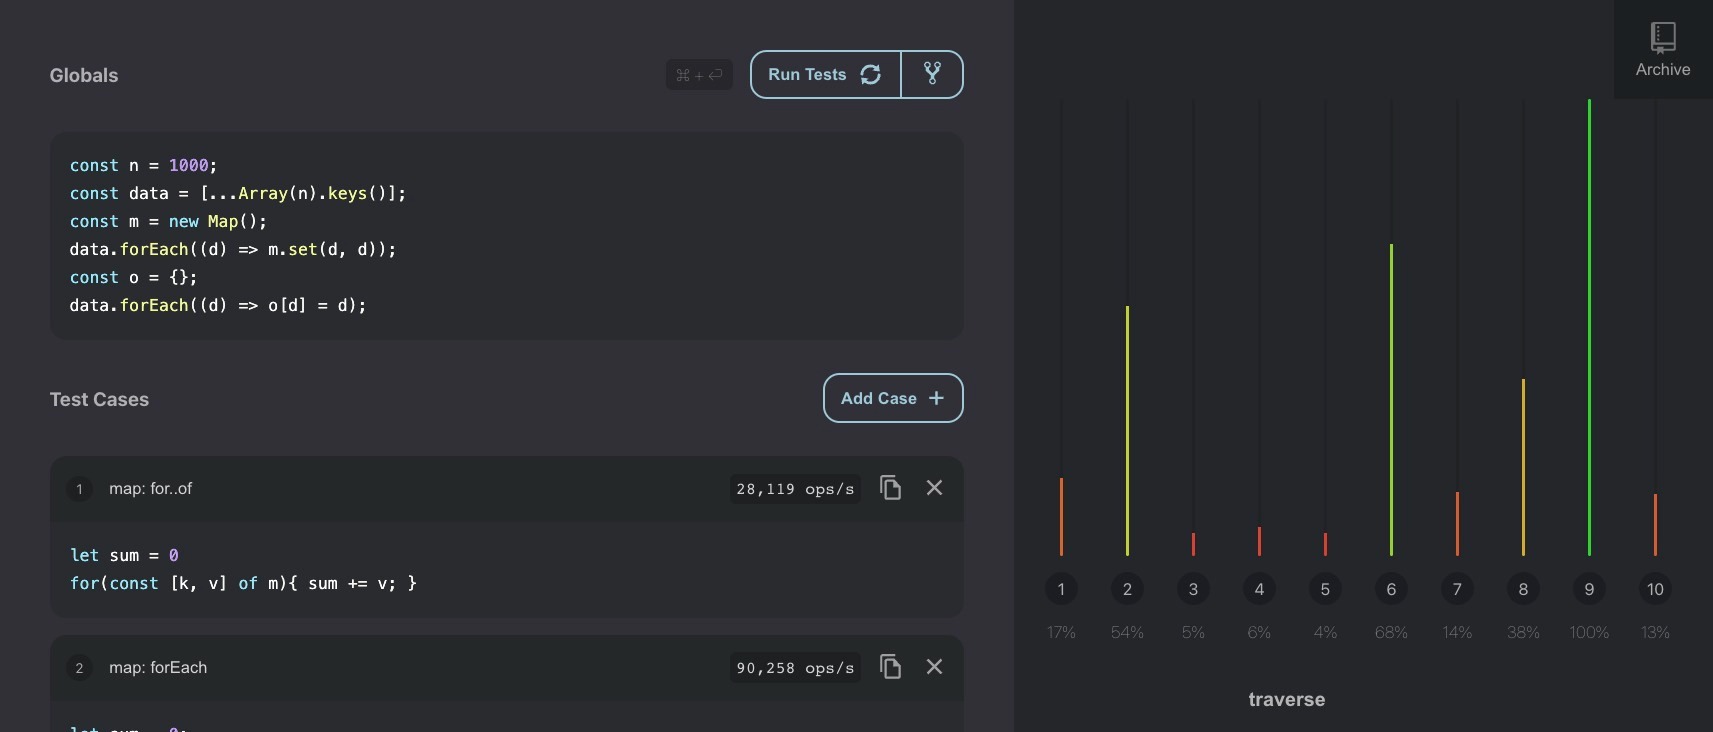 Globals
⌘ + ⏎
Run Tests
Archive
const n = 1000;
const data = [...Array(n).keys()];
const m = new Map();
data.forEach((d) => m.set(d, d));
const o = {};
data.forEach((d) => o[d] = d);
Test Cases
Add Case +
1 map: for..of 28,119 ops/s
let sum = 0
for(const [k, v] of m){ sum += v; }
2 map: forEach 90,258 ops/s
let sum = 0;
1 2 3 4 5 6 7 8 9 10
17% 54% 5% 6% 4% 68% 14% 38% 100% 13%
traverse